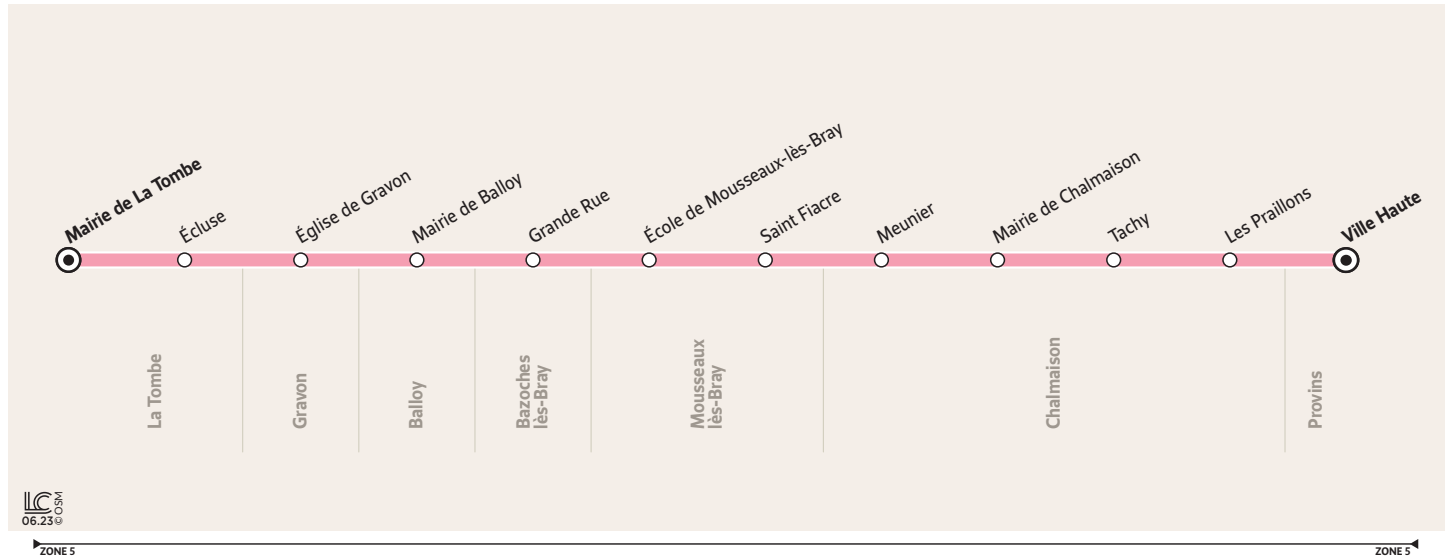 Mairie de La Tombe
Écluse
Église de Gravon
Mairie de Balloy
Grande Rue
École de Mousseaux-lès-Bray
Saint Fiacre
Meunier
Mairie de Chalmaison
Tachy
Les Praillons
Ville Haute
La Tombe
Gravon
Balloy
Bazoches
lès-Bray
Mousseaux
lès-Bray
Chalmaison
Provins
LC
06.23© OSM
ZONE 5
ZONE 5